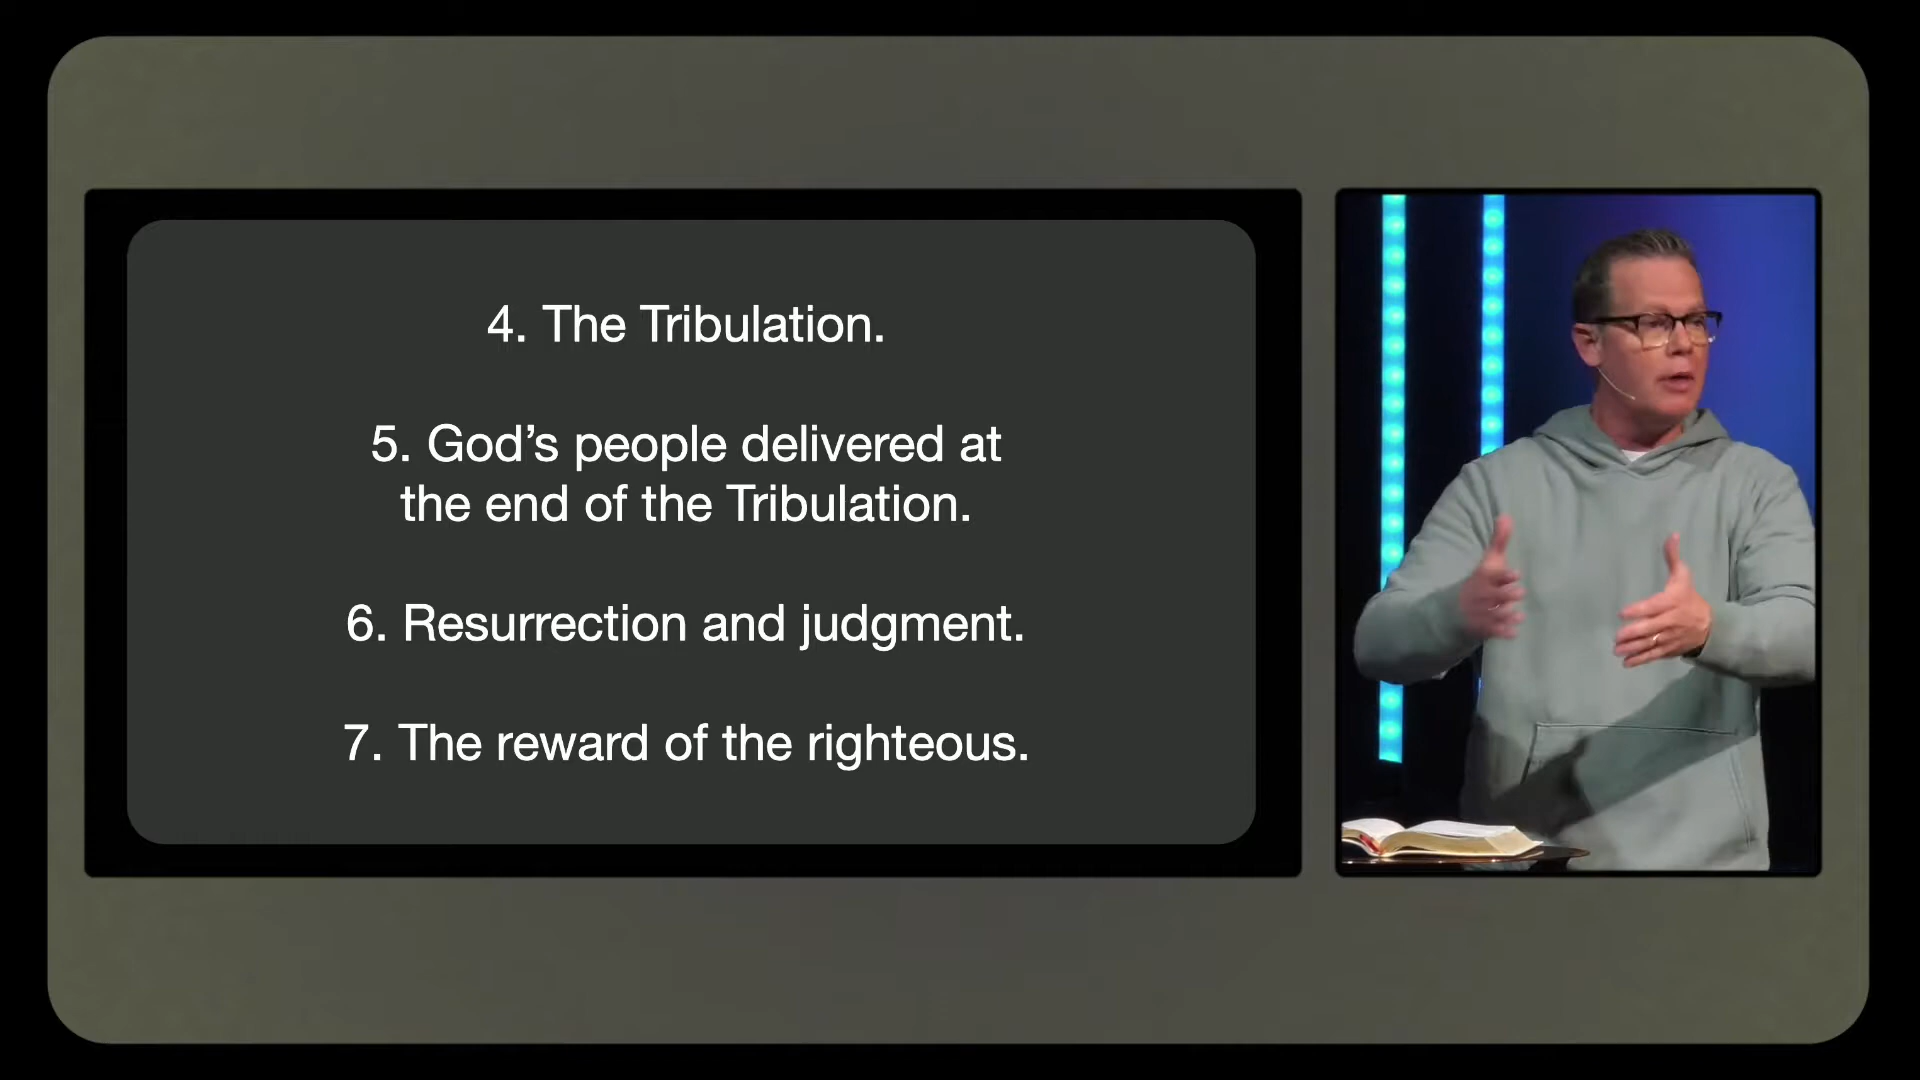 4. The Tribulation.
5. God’s people delivered at
the end of the Tribulation.
6. Resurrection and judgment.
7. The reward of the righteous.